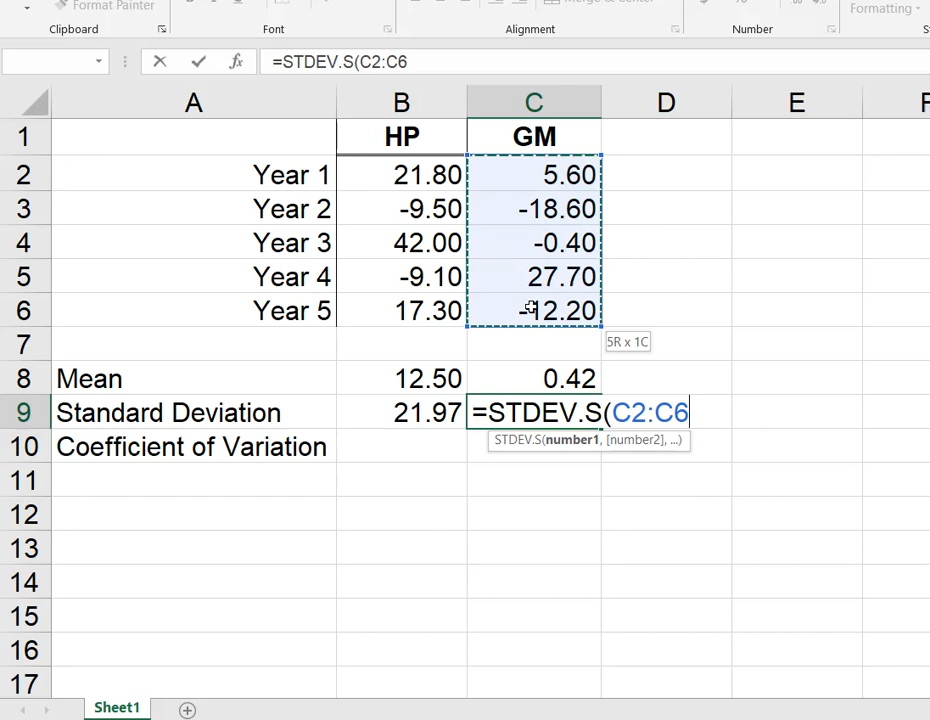 Format Painter
Merge & Center
Formatting
Clipboard Font Alignment Number
=STDEV.S(C2:C6
A B C D E F
1 HP GM
2 Year 1 21.80 5.60
3 Year 2 -9.50 -18.60
4 Year 3 42.00 -0.40
5 Year 4 -9.10 27.70
6 Year 5 17.30 -12.20
7 5R x 1C
8 Mean 12.50 0.42
9 Standard Deviation 21.97 =STDEV.S(C2:C6
STDEV.S(number1, [number2], ...)
10 Coefficient of Variation
11
12
13
14
15
16
17
Sheet1